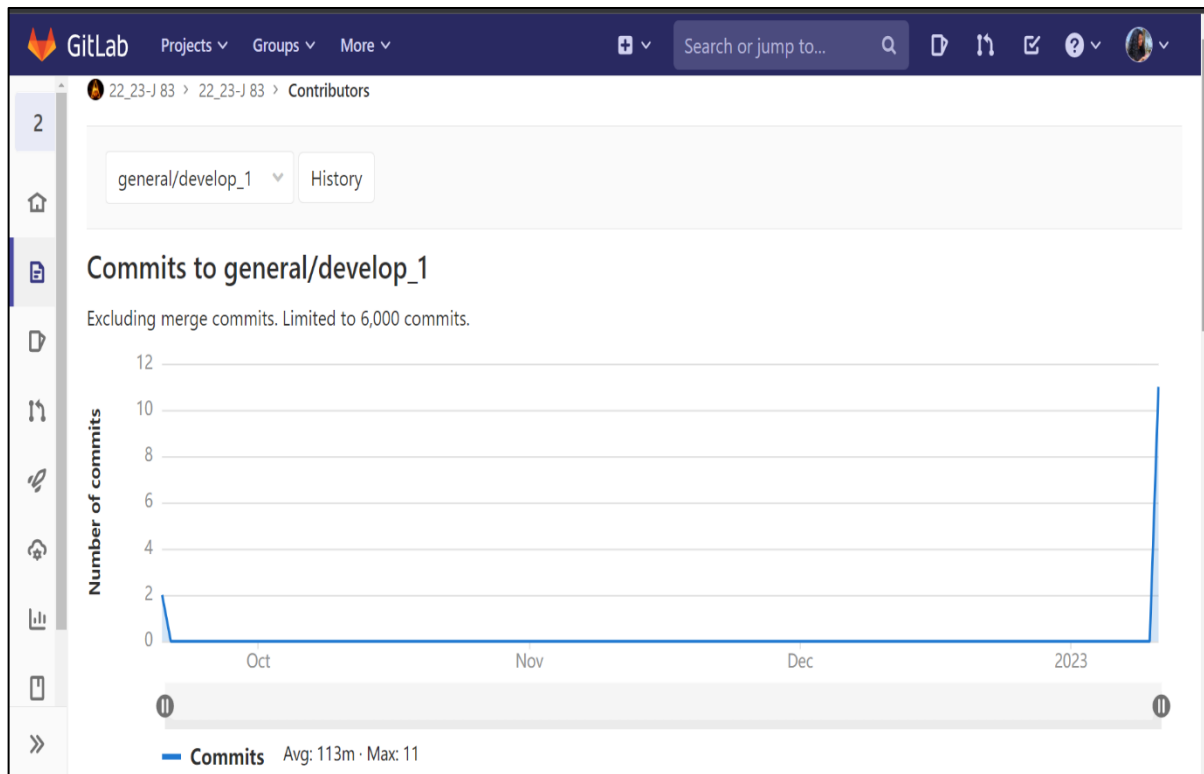 GitLab Projects Groups More Search or jump to...
22_23-J 83 > 22_23-J 83 > Contributors
2
general/develop_1 History
Commits to general/develop_1
Excluding merge commits. Limited to 6,000 commits.
12
10
8
6
4
2
0
Number of commits
Oct Nov Dec 2023
Commits Avg: 113m · Max: 11